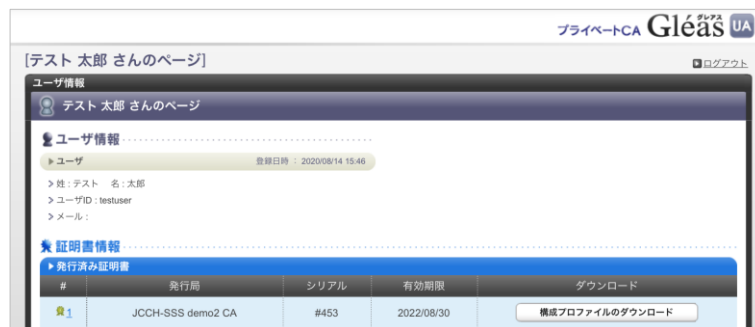 グレアス
プライベートCA Gléas UA
[テスト 太郎 さんのページ]
ログアウト
ユーザ情報
テスト 太郎 さんのページ
ユーザ情報
ユーザ 登録日時 : 2020/08/14 15:46
姓 : テスト 名 : 太郎
ユーザID : testuser
メール :
証明書情報
発行済み証明書
# 発行局 シリアル 有効期限 ダウンロード
1 JCCH-SSS demo2 CA #453 2022/08/30 構成プロファイルのダウンロード